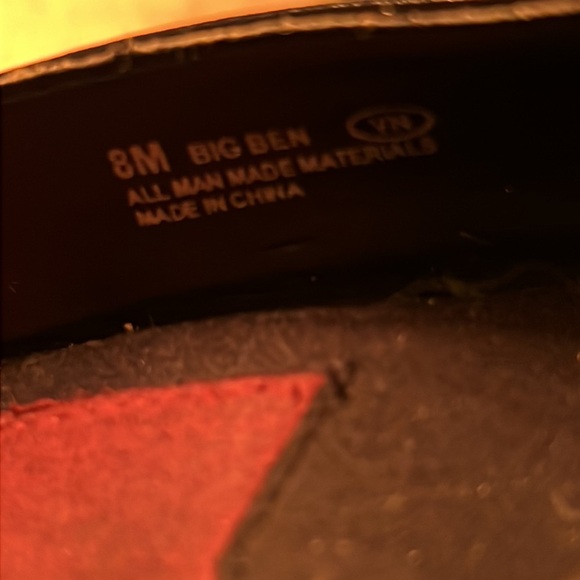 8M BIG BEN VN
ALL MAN MADE MATERIALS
MADE IN CHINA